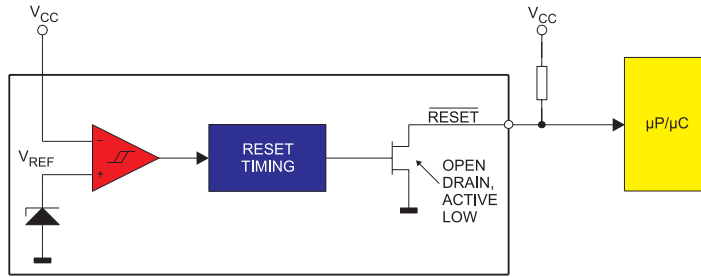 VCC
VCC
RESET
µP/µC
VREF
−
+
RESET
TIMING
OPEN
DRAIN,
ACTIVE
LOW